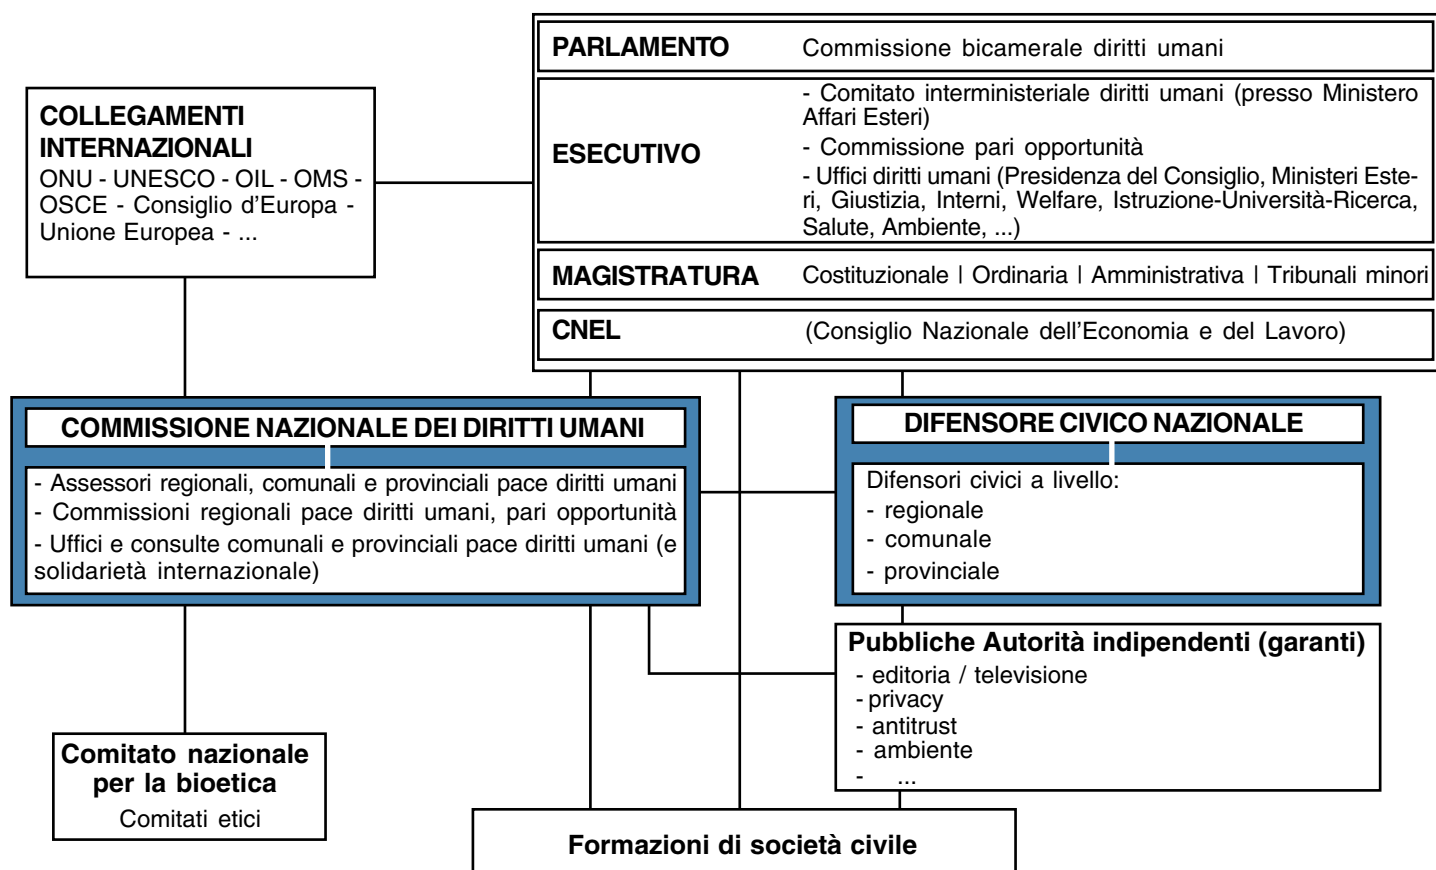 PARLAMENTO Commissione bicamerale diritti umani
COLLEGAMENTI
INTERNAZIONALI
ONU - UNESCO - OIL - OMS -
OSCE - Consiglio d'Europa -
Unione Europea - ...
ESECUTIVO
- Comitato interministeriale diritti umani (presso Ministero
Affari Esteri)
- Commissione pari opportunità
- Uffici diritti umani (Presidenza del Consiglio, Ministeri Este-
ri, Giustizia, Interni, Welfare, Istruzione-Università-Ricerca,
Salute, Ambiente, ...)
MAGISTRATURA Costituzionale | Ordinaria | Amministrativa | Tribunali minori
CNEL (Consiglio Nazionale dell'Economia e del Lavoro)
COMMISSIONE NAZIONALE DEI DIRITTI UMANI
- Assessori regionali, comunali e provinciali pace diritti umani
- Commissioni regionali pace diritti umani, pari opportunità
- Uffici e consulte comunali e provinciali pace diritti umani (e
solidarietà internazionale)
DIFENSORE CIVICO NAZIONALE
Difensori civici a livello:
- regionale
- comunale
- provinciale
Pubbliche Autorità indipendenti (garanti)
- editoria / televisione
- privacy
- antitrust
- ambiente
- ...
Comitato nazionale
per la bioetica
Comitati etici
Formazioni di società civile